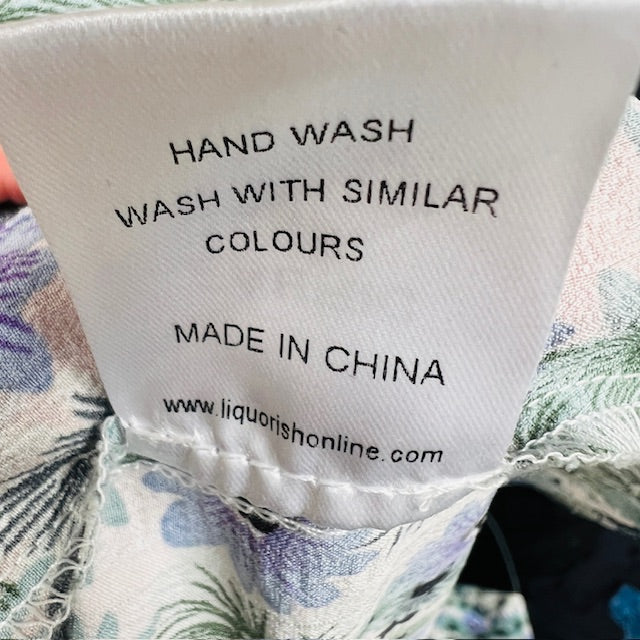 HAND WASH
WASH WITH SIMILAR
COLOURS
MADE IN CHINA
www.liquorishonline.com